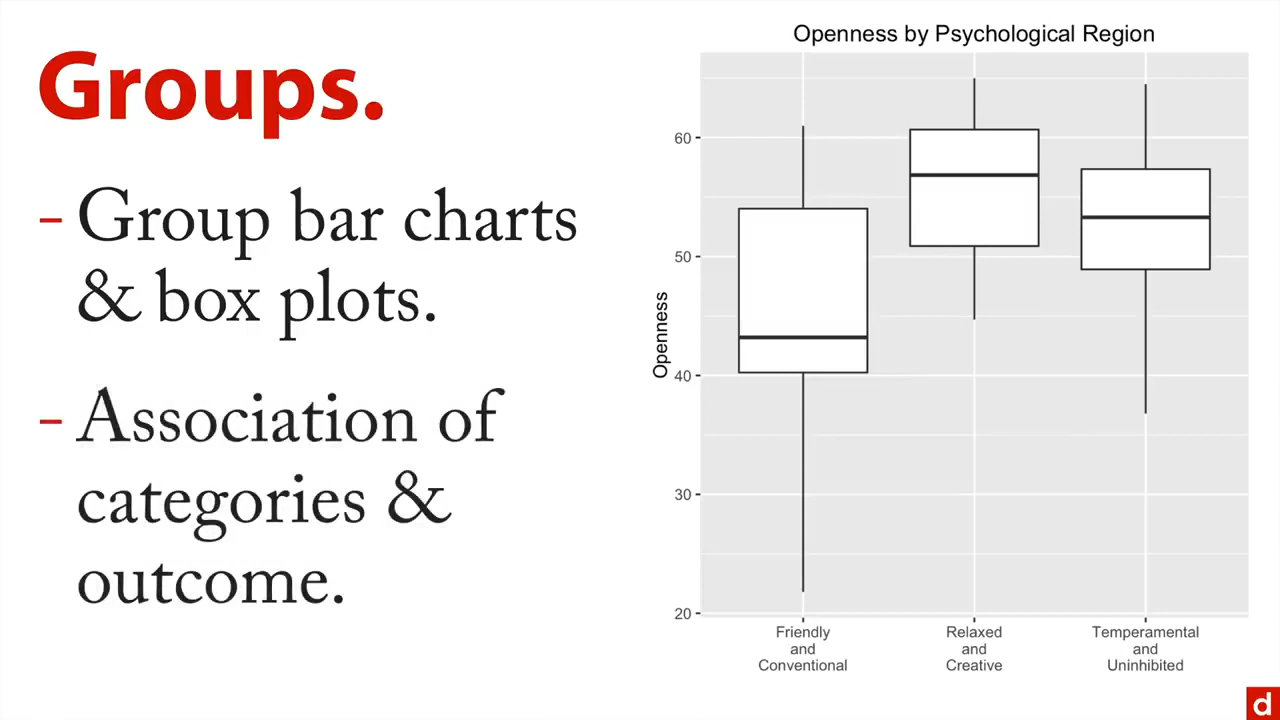 Groups.
– Group bar charts
& box plots.
– Association of
categories &
outcome.
Openness by Psychological Region
Openness
60
50
40
30
20
Friendly
and
Conventional
Relaxed
and
Creative
Temperamental
and
Uninhibited
d